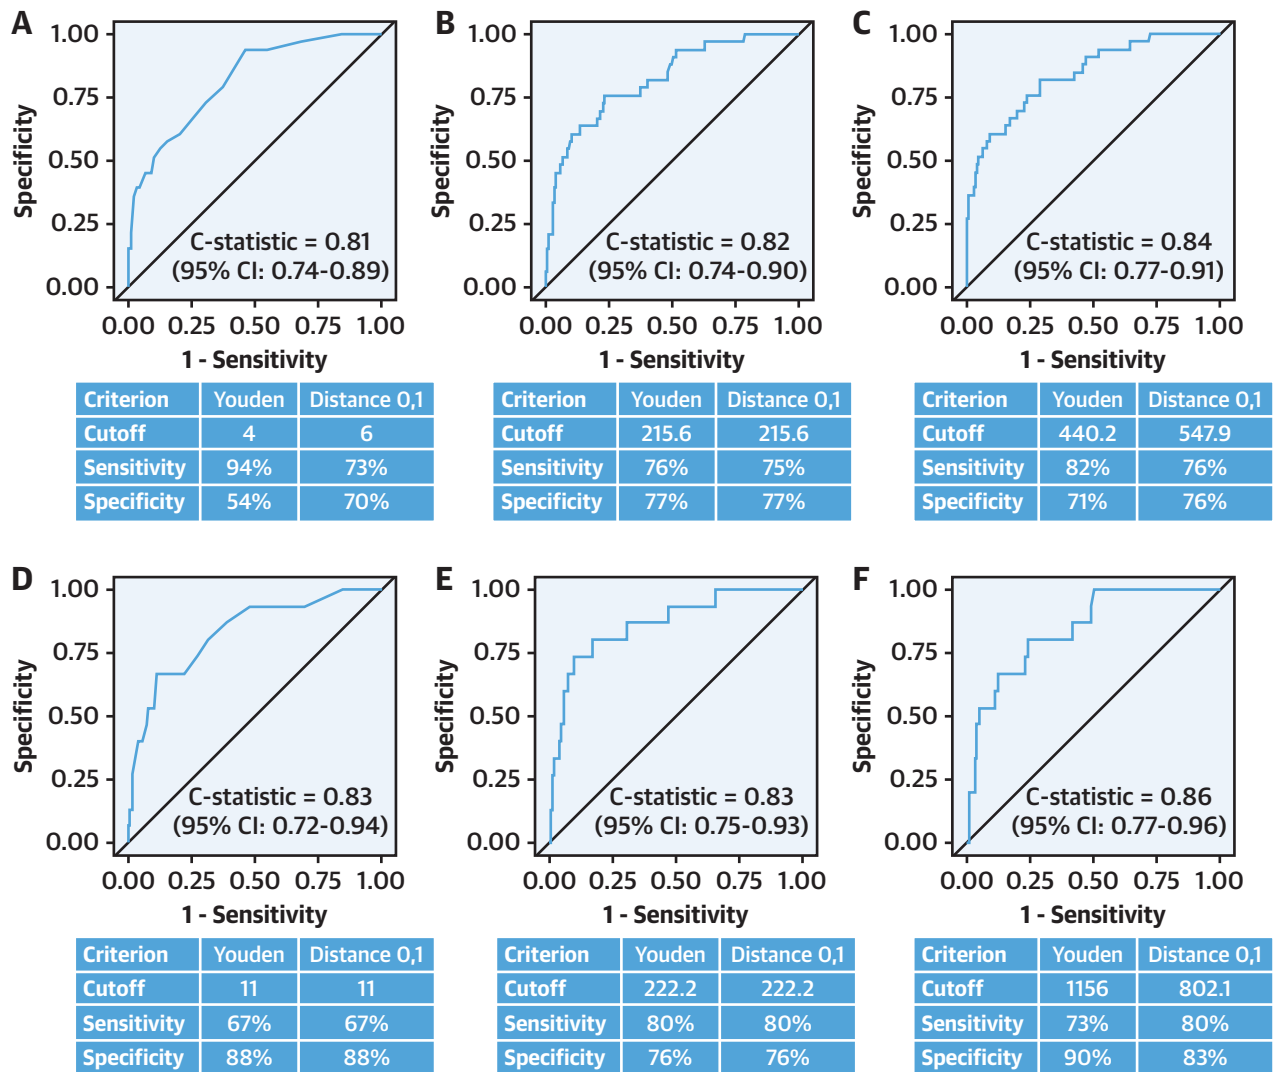 A
1.00
0.75
0.50
0.25
0.00
Specificity
C-statistic = 0.81
(95% CI: 0.74-0.89)
0.00 0.25 0.50 0.75 1.00
1 - Sensitivity
Criterion Youden Distance 0,1
Cutoff 4 6
Sensitivity 94% 73%
Specificity 54% 70%
B
1.00
0.75
0.50
0.25
0.00
Specificity
C-statistic = 0.82
(95% CI: 0.74-0.90)
0.00 0.25 0.50 0.75 1.00
1 - Sensitivity
Criterion Youden Distance 0,1
Cutoff 215.6 215.6
Sensitivity 76% 75%
Specificity 77% 77%
C
1.00
0.75
0.50
0.25
0.00
Specificity
C-statistic = 0.84
(95% CI: 0.77-0.91)
0.00 0.25 0.50 0.75 1.00
1 - Sensitivity
Criterion Youden Distance 0,1
Cutoff 440.2 547.9
Sensitivity 82% 76%
Specificity 71% 76%
D
1.00
0.75
0.50
0.25
0.00
Specificity
C-statistic = 0.83
(95% CI: 0.72-0.94)
0.00 0.25 0.50 0.75 1.00
1 - Sensitivity
Criterion Youden Distance 0,1
Cutoff 11 11
Sensitivity 67% 67%
Specificity 88% 88%
E
1.00
0.75
0.50
0.25
0.00
Specificity
C-statistic = 0.83
(95% CI: 0.75-0.93)
0.00 0.25 0.50 0.75 1.00
1 - Sensitivity
Criterion Youden Distance 0,1
Cutoff 222.2 222.2
Sensitivity 80% 80%
Specificity 76% 76%
F
1.00
0.75
0.50
0.25
0.00
Specificity
C-statistic = 0.86
(95% CI: 0.77-0.96)
0.00 0.25 0.50 0.75 1.00
1 - Sensitivity
Criterion Youden Distance 0,1
Cutoff 1156 802.1
Sensitivity 73% 80%
Specificity 90% 83%